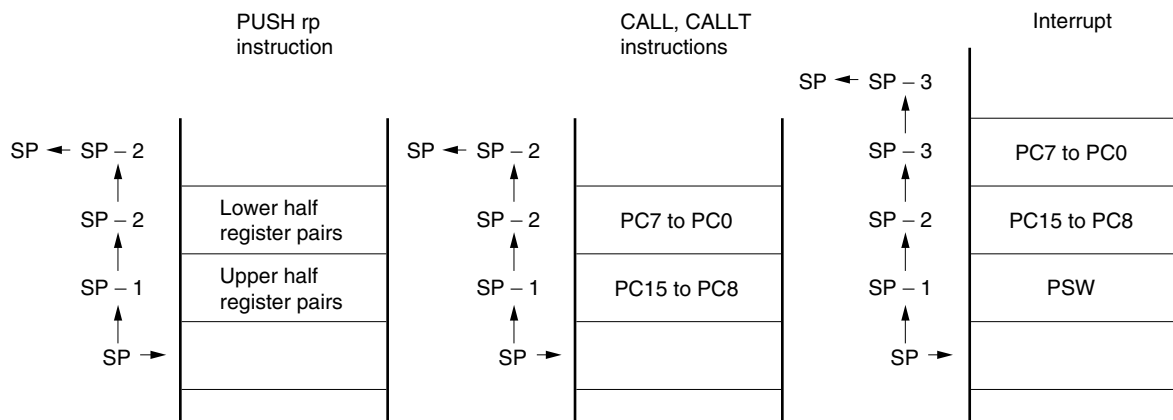 PUSH rp
instruction
SP
SP – 2
SP – 2
SP – 1
SP
Lower half
register pairs
Upper half
register pairs
CALL, CALLT
instructions
SP
SP – 2
SP – 2
SP – 1
SP
PC7 to PC0
PC15 to PC8
Interrupt
SP
SP – 3
SP – 3
SP – 2
SP – 1
SP
PC7 to PC0
PC15 to PC8
PSW